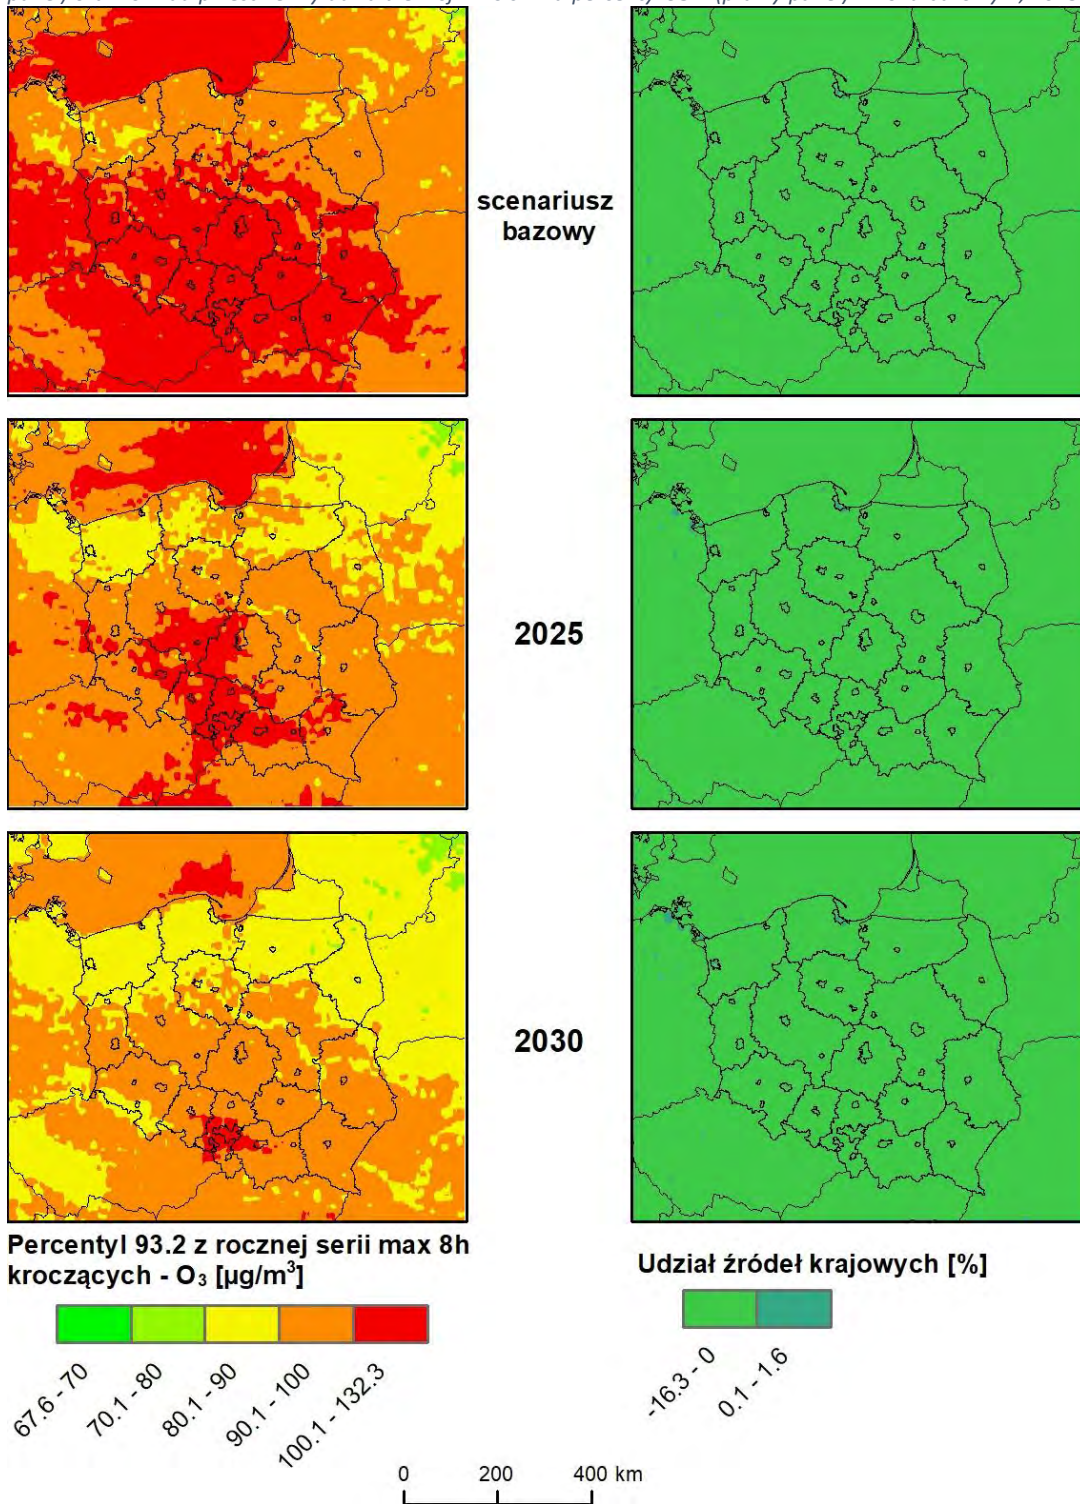 scenariusz
bazowy
2025
2030
Percentyl 93.2 z rocznej serii max 8h
kroczących - O₃ [µg/m³]
67.6 - 70
70.1 - 80
80.1 - 90
90.1 - 100
100.1 - 132.3
Udział źródeł krajowych [%]
-16.3 - 0
0.1 - 1.6
0 200 400 km